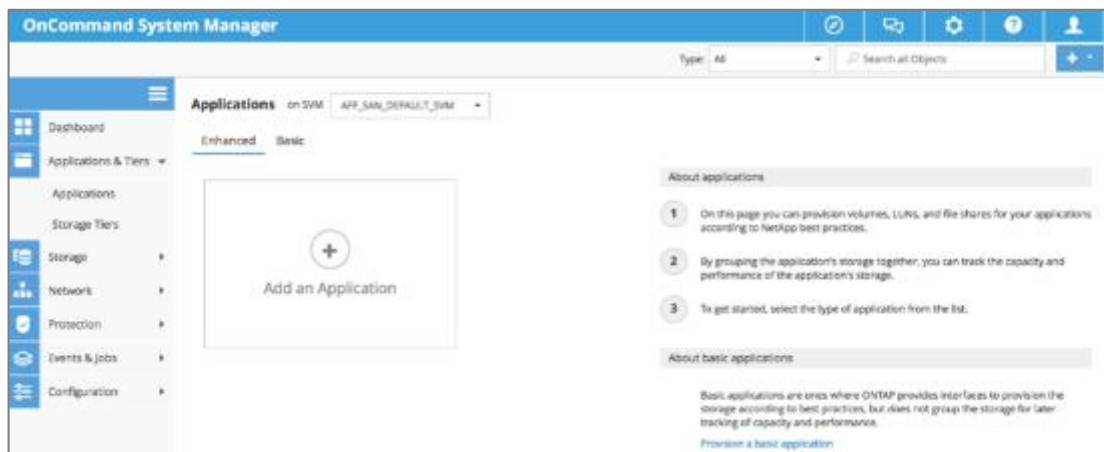 OnCommand System Manager
Type: All
Search all Objects
Applications on SVM AFF_SAN_DEFAULT_SVM
Enhanced Basic
Dashboard
Applications & Tiers
Applications
Storage Tiers
Storage
Network
Protection
Events & Jobs
Configuration
+
Add an Application
About applications
1 On this page you can provision volumes, LUNs, and file shares for your applications
according to NetApp best practices.
2 By grouping the application's storage together, you can track the capacity and
performance of the application's storage.
3 To get started, select the type of application from the list.
About basic applications
Basic applications are ones where ONTAP provides interfaces to provision the
storage according to best practices, but does not group the storage for later
tracking of capacity and performance.
Provision a basic application